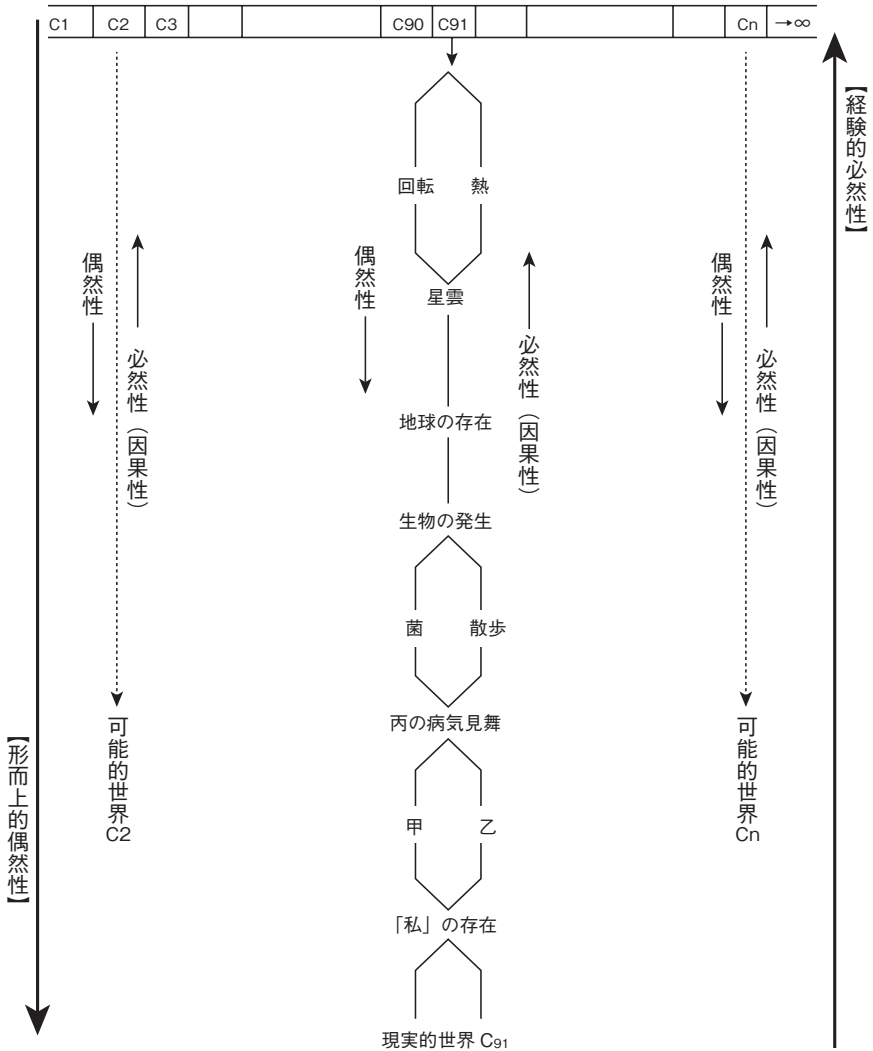 C1 C2 C3 C90 C91 Cn →∞
【経験的必然性】
回転 熱
偶然性
必然性（因果性）
偶然性
星雲
必然性（因果性）
偶然性
必然性（因果性）
地球の存在
生物の発生
菌 散歩
丙の病気見舞
可能的世界C2
可能的世界Cn
【形而上的偶然性】
甲 乙
「私」の存在
現実的世界 C91